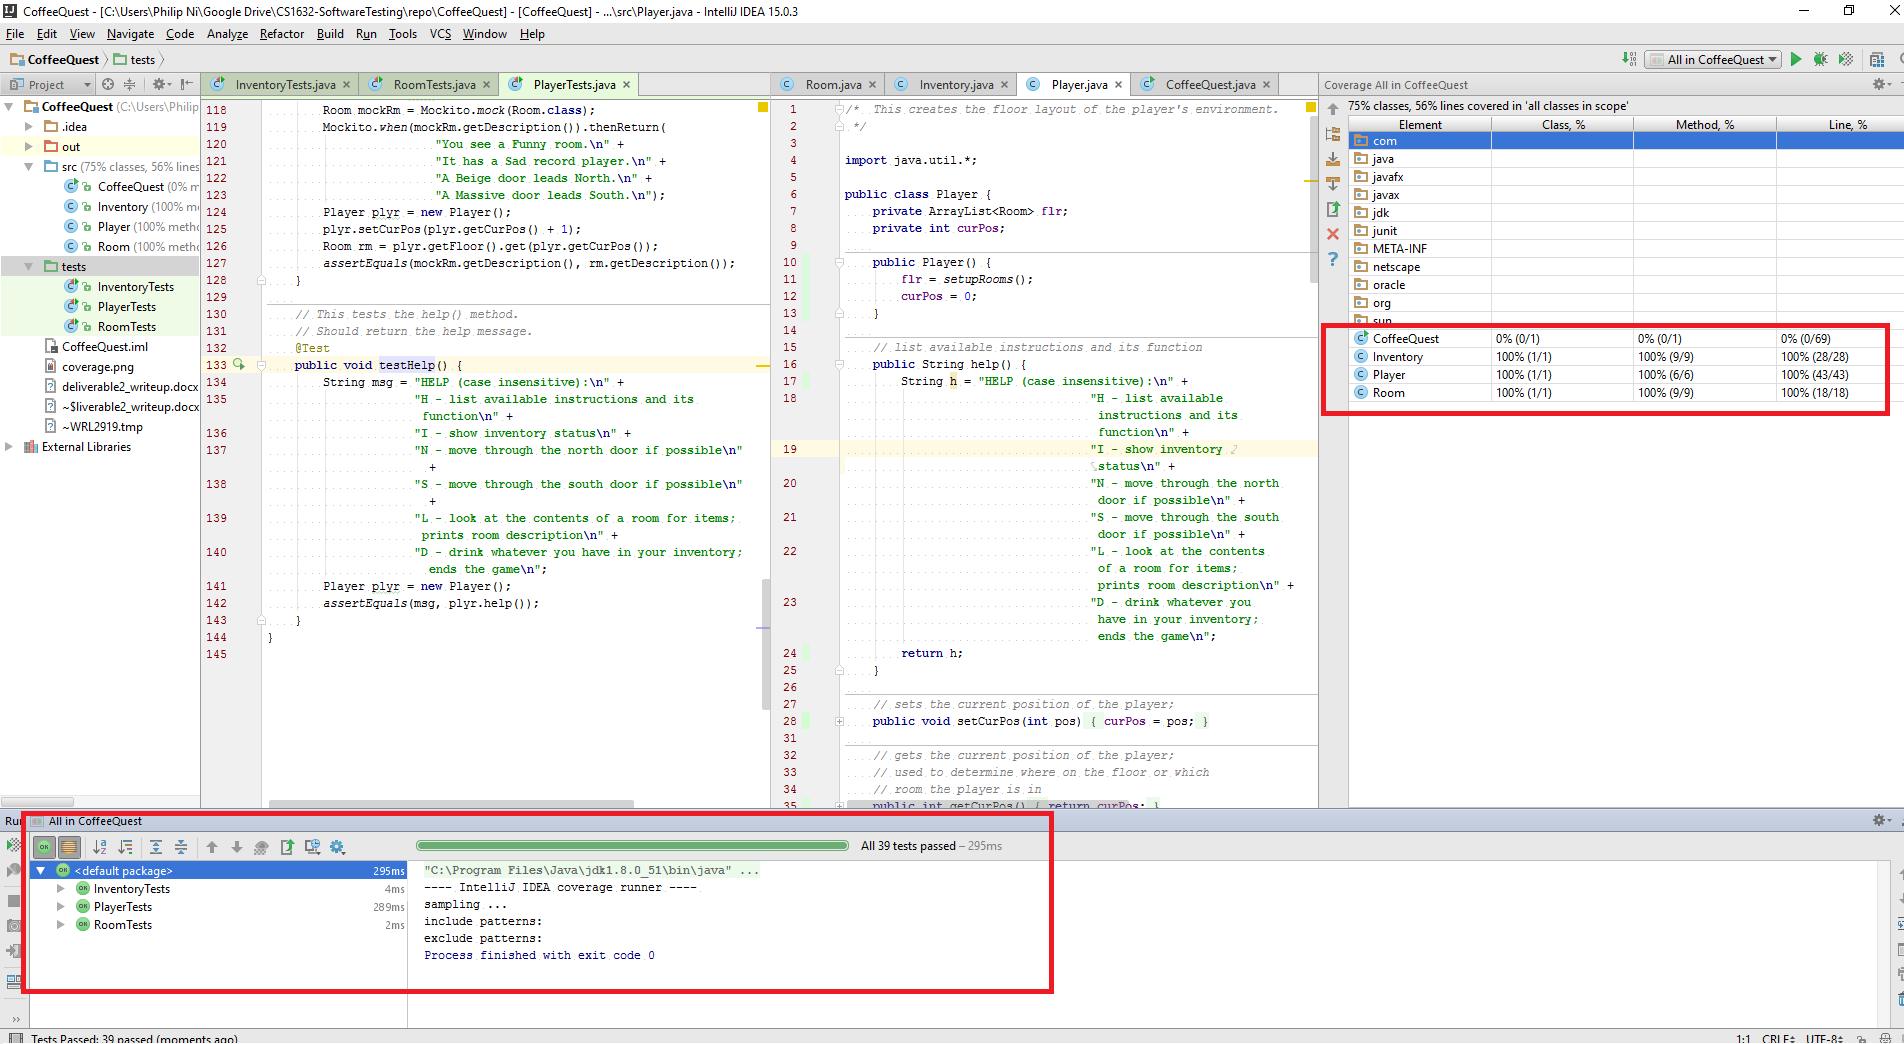 CoffeeQuest - [C:\Users\Philip Ni\Google Drive\CS1632-SoftwareTesting\repo\CoffeeQuest] - [CoffeeQuest] - ...\src\Player.java - IntelliJ IDEA 15.0.3
File Edit View Navigate Code Analyze Refactor Build Run Tools VCS Window Help
CoffeeQuest tests
All in CoffeeQuest
Project
CoffeeQuest (C:\Users\Philip
.idea
out
src (75% classes, 56% lines
CoffeeQuest (0% m
Inventory (100% me
Player (100% metho
Room (100% metho
tests
InventoryTests
PlayerTests
RoomTests
CoffeeQuest.iml
coverage.png
deliverable2_writeup.docx
~$liverable2_writeup.docx
~WRL2919.tmp
External Libraries
InventoryTests.java RoomTests.java PlayerTests.java
118 Room mockRm = Mockito.mock(Room.class);
119 Mockito.when(mockRm.getDescription()).thenReturn(
120 "You see a Funny room.\n" +
121 "It has a Sad record player.\n" +
122 "A Beige door leads North.\n" +
123 "A Massive door leads South.\n");
124 Player plyr = new Player();
125 plyr.setCurPos(plyr.getCurPos() + 1);
126 Room rm = plyr.getFloor().get(plyr.getCurPos());
127 assertEquals(mockRm.getDescription(), rm.getDescription());
128 }
129
130 // This tests the help() method.
131 // Should return the help message.
132 @Test
133 public void testHelp() {
134 String msg = "HELP (case insensitive):\n" +
135 "H - list available instructions and its
function\n" +
136 "I - show inventory status\n" +
137 "N - move through the north door if possible\n"
+
138 "S - move through the south door if possible\n"
+
139 "L - look at the contents of a room for items;
prints room description\n" +
140 "D - drink whatever you have in your inventory;
ends the game\n";
141 Player plyr = new Player();
142 assertEquals(msg, plyr.help());
143 }
144 }
145
Room.java Inventory.java Player.java CoffeeQuest.java
1 /* This creates the floor layout of the player's environment.
2 */
3
4 import java.util.*;
5
6 public class Player {
7 private ArrayList<Room> flr;
8 private int curPos;
9
10 public Player() {
11 flr = setupRooms();
12 curPos = 0;
13 }
14
15 // list available instructions and its function
16 public String help() {
17 String h = "HELP (case insensitive):\n" +
18 "H - list available
instructions and its
function\n" +
19 "I - show inventory
status\n" +
20 "N - move through the north
door if possible\n" +
21 "S - move through the south
door if possible\n" +
22 "L - look at the contents
of a room for items;
prints room description\n" +
23 "D - drink whatever you
have in your inventory;
ends the game\n";
24 return h;
25 }
26
27 // sets the current position of the player;
28 public void setCurPos(int pos) { curPos = pos; }
31
32 // gets the current position of the player;
33 // used to determine where on the floor or which
34 // room the player is in
35 public int getCurPos() { return curPos; }
Coverage All in CoffeeQuest
75% classes, 56% lines covered in 'all classes in scope'
Element Class, % Method, % Line, %
com
java
javafx
javax
jdk
junit
META-INF
netscape
oracle
org
sun
CoffeeQuest 0% (0/1) 0% (0/1) 0% (0/69)
Inventory 100% (1/1) 100% (9/9) 100% (28/28)
Player 100% (1/1) 100% (6/6) 100% (43/43)
Room 100% (1/1) 100% (9/9) 100% (18/18)
Run All in CoffeeQuest
All 39 tests passed – 295ms
<default package> 295ms
InventoryTests 4ms
PlayerTests 289ms
RoomTests 2ms
"C:\Program Files\Java\jdk1.8.0_51\bin\java" ...
---- IntelliJ IDEA coverage runner ----
sampling ...
include patterns:
exclude patterns:
Process finished with exit code 0
Tests Passed: 39 passed (moments ago)
1:1 CRLF UTF-8